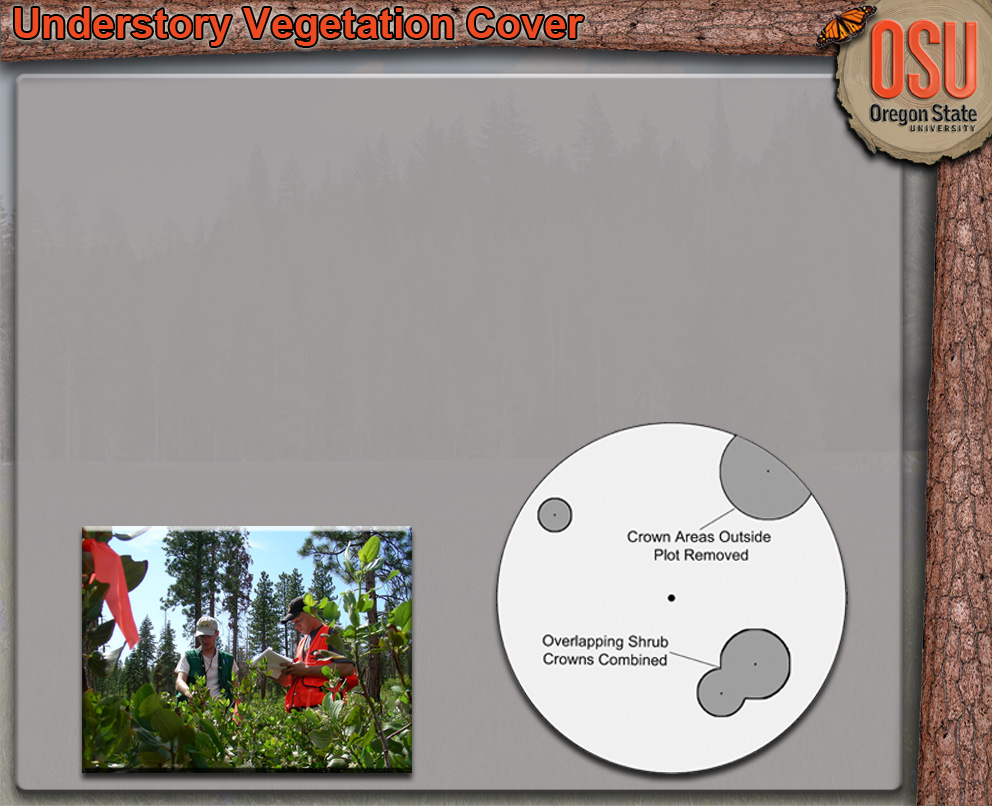 Understory Vegetation Cover
OSU
Oregon State
UNIVERSITY
Crown Areas Outside
Plot Removed
Overlapping Shrub
Crowns Combined